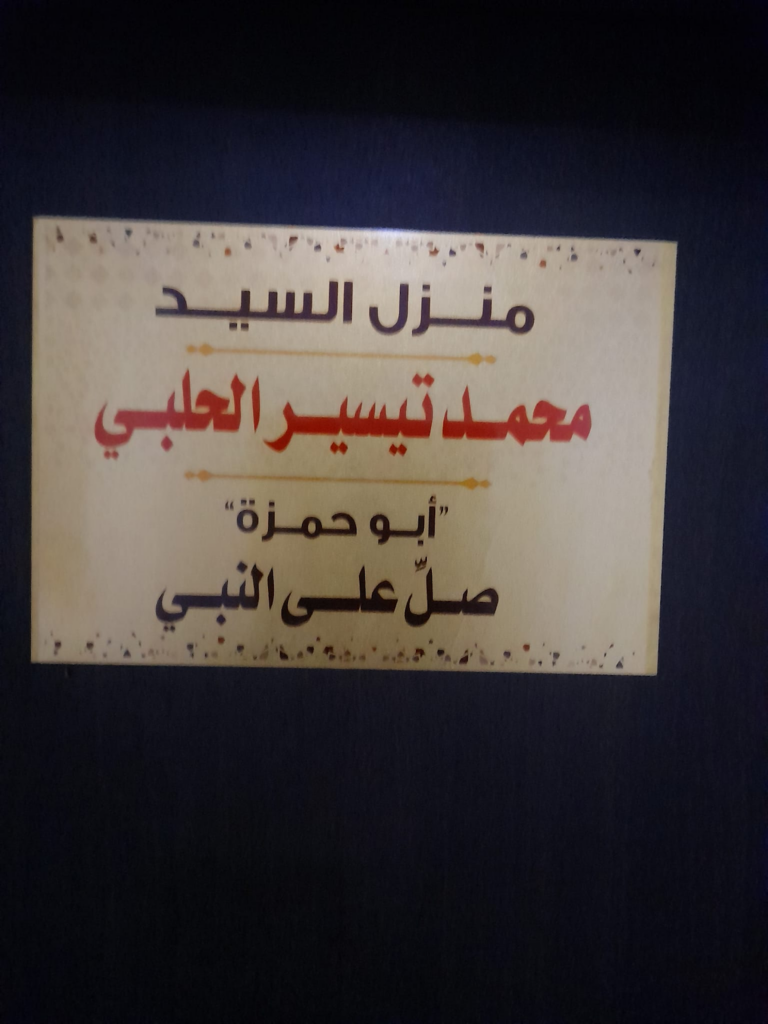 منزل السيد
محمد تيسير الحلبي
"أبو حمزة"
صلِّ على النبي